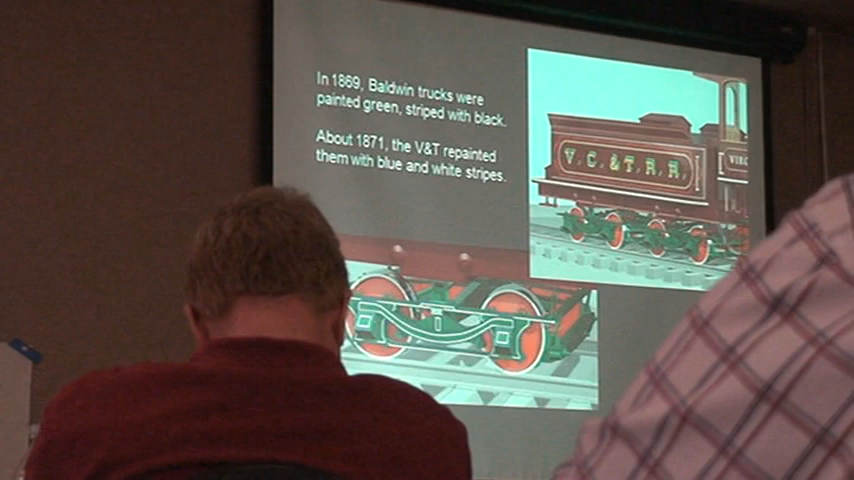 In 1869, Baldwin trucks were
painted green, striped with black.
About 1871, the V&T repainted
them with blue and white stripes.
V. C. & T. R. R.
VIRG